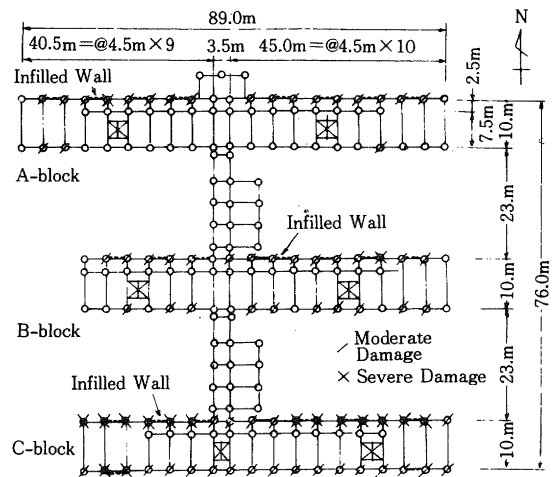 89.0m
N
40.5m=@4.5m×9
3.5m
45.0m=@4.5m×10
2.5m
Infilled Wall
7.5m
10.m
A-block
23.m
Infilled Wall
10.m
76.0m
B-block
Moderate
Damage
Severe Damage
23.m
Infilled Wall
C-block
10.m